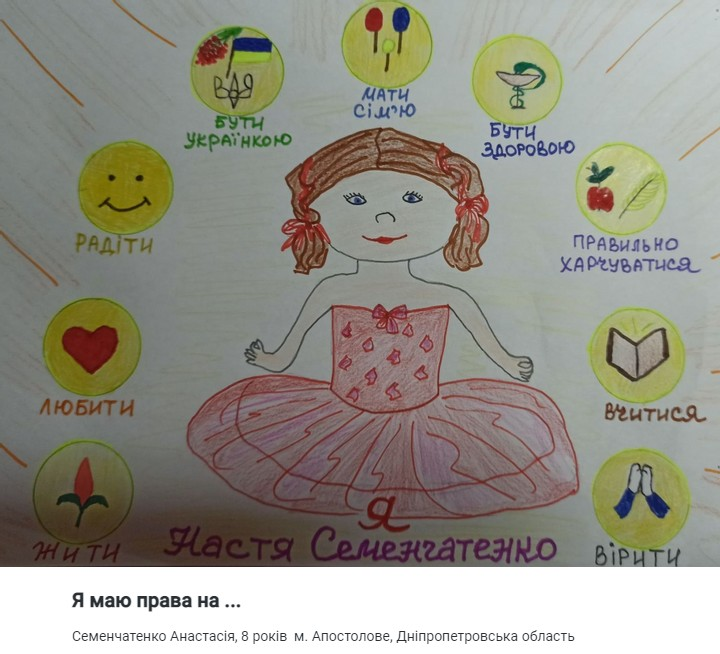 МАТИ
СІМ'Ю
ВАЯ
БУТИ
УКРАЇНКОЮ
БУТИ
ЗДОРОВОЮ
РАДІТИ
ПРАВИЛЬНО
ХАРЧУВАТИСЯ
ЛЮБИТИ
ВЧИТИСЯ
ЖИТИ
Я
Настя Семенчатенко
ВІРИТИ
Я маю права на ...
Семенчатенко Анастасія, 8 років м. Апостолове, Дніпропетровська область